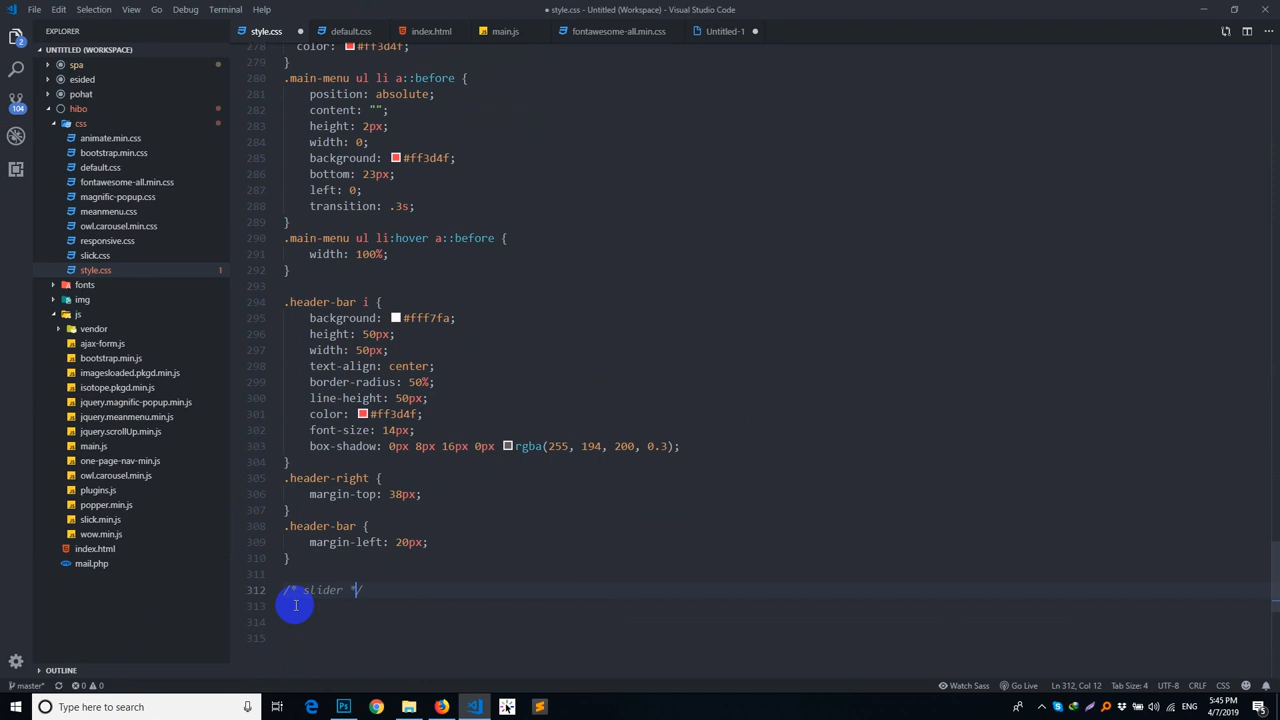 File Edit Selection View Go Debug Terminal Help
● style.css - Untitled (Workspace) - Visual Studio Code
EXPLORER
style.css
default.css
index.html
main.js
fontawesome-all.min.css
Untitled-1
UNTITLED (WORKSPACE)
spa
esided
pohat
hibo
css
animate.min.css
bootstrap.min.css
default.css
fontawesome-all.min.css
magnific-popup.css
meanmenu.css
owl.carousel.min.css
responsive.css
slick.css
style.css 1
fonts
img
js
vendor
ajax-form.js
bootstrap.min.js
imagesloaded.pkgd.min.js
isotope.pkgd.min.js
jquery.magnific-popup.min.js
jquery.meanmenu.min.js
jquery.scrollUp.min.js
main.js
one-page-nav-min.js
owl.carousel.min.js
plugins.js
popper.min.js
slick.min.js
wow.min.js
index.html
mail.php
OUTLINE
2
104
278 color: #ff3d4f;
279 }
280 .main-menu ul li a::before {
281 position: absolute;
282 content: "";
283 height: 2px;
284 width: 0;
285 background: #ff3d4f;
286 bottom: 23px;
287 left: 0;
288 transition: .3s;
289 }
290 .main-menu ul li:hover a::before {
291 width: 100%;
292 }
293
294 .header-bar i {
295 background: #fff7fa;
296 height: 50px;
297 width: 50px;
298 text-align: center;
299 border-radius: 50%;
300 line-height: 50px;
301 color: #ff3d4f;
302 font-size: 14px;
303 box-shadow: 0px 8px 16px 0px rgba(255, 194, 200, 0.3);
304 }
305 .header-right {
306 margin-top: 38px;
307 }
308 .header-bar {
309 margin-left: 20px;
310 }
311
312 /* slider */
313
314
315
master* 0 0
Watch Sass Go Live Ln 312, Col 12 Tab Size: 4 UTF-8 CRLF CSS
Type here to search
ENG
5:45 PM
4/7/2019
5